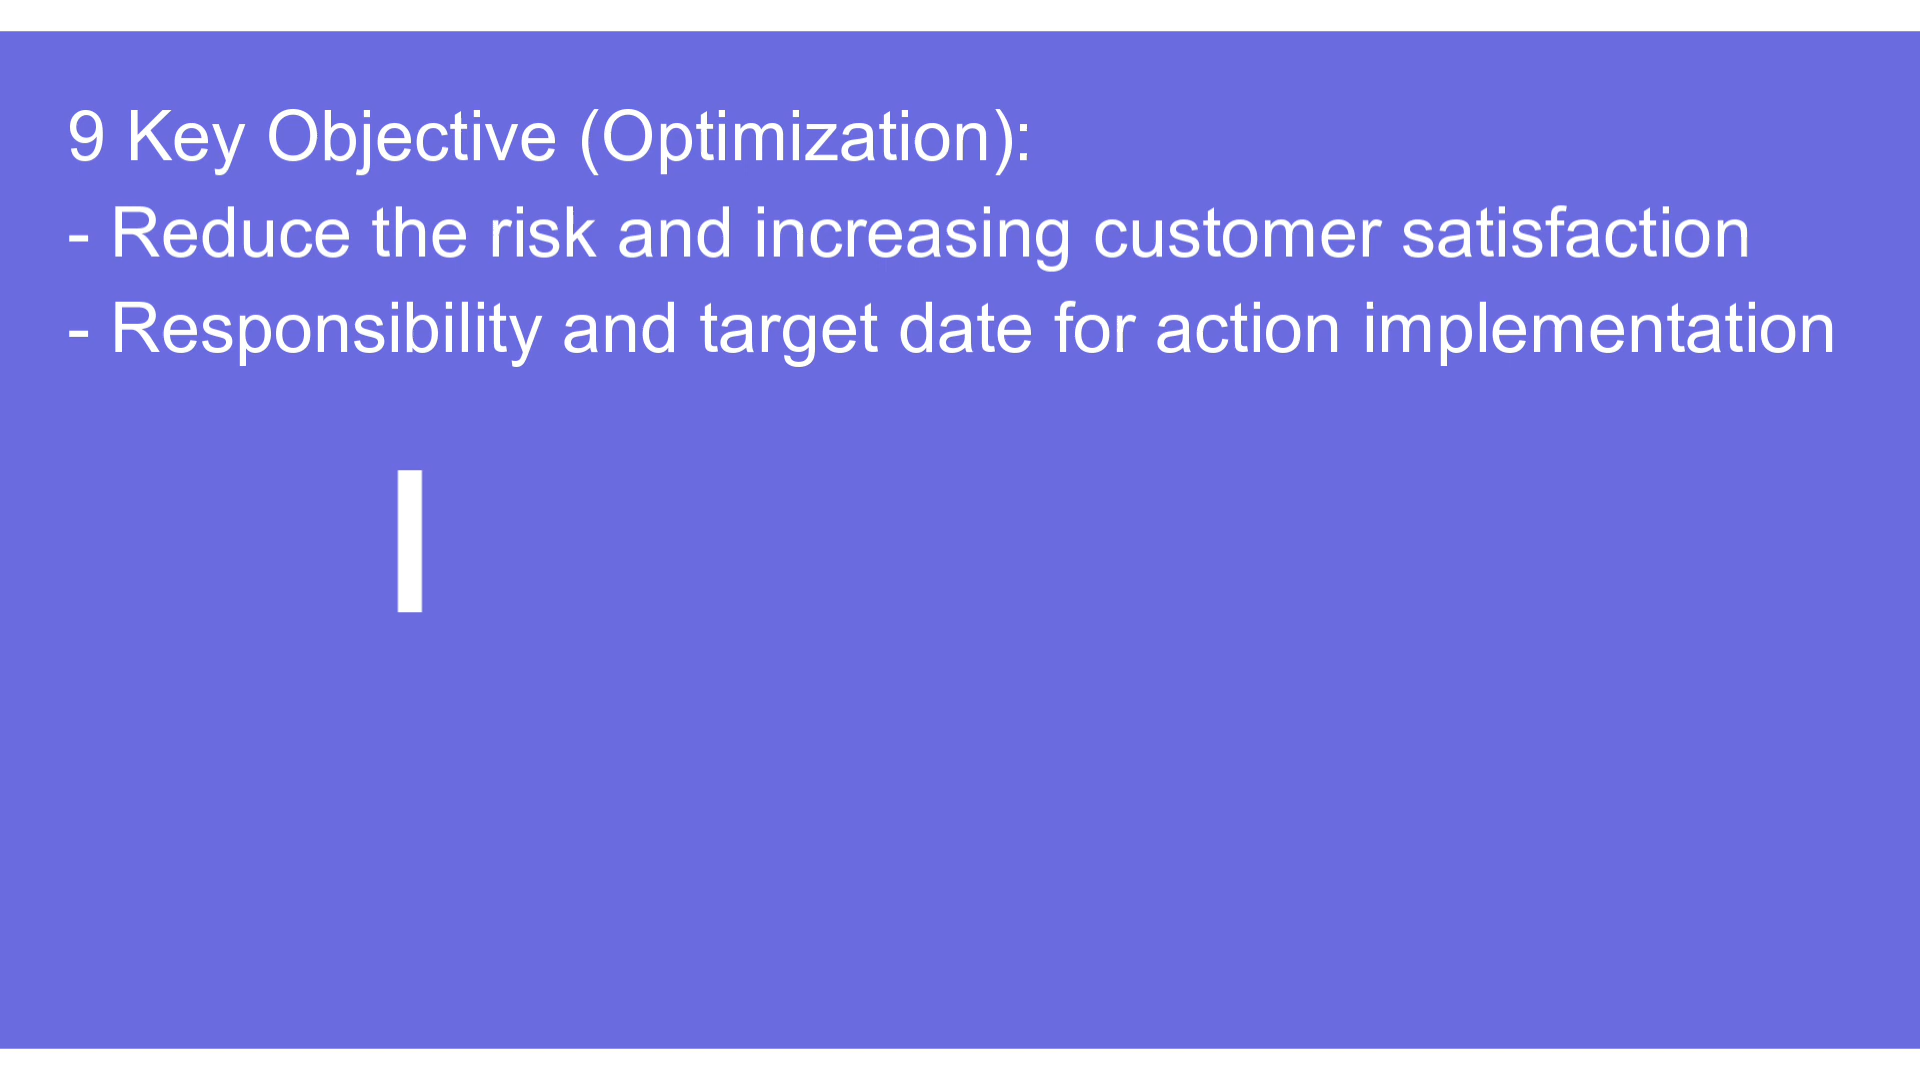 9 Key Objective (Optimization):
- Reduce the risk and increasing customer satisfaction
- Responsibility and target date for action implementation